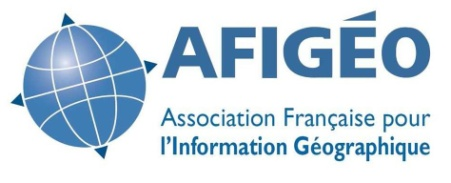 AFIGÉO
Association Française pour
l'Information Géographique